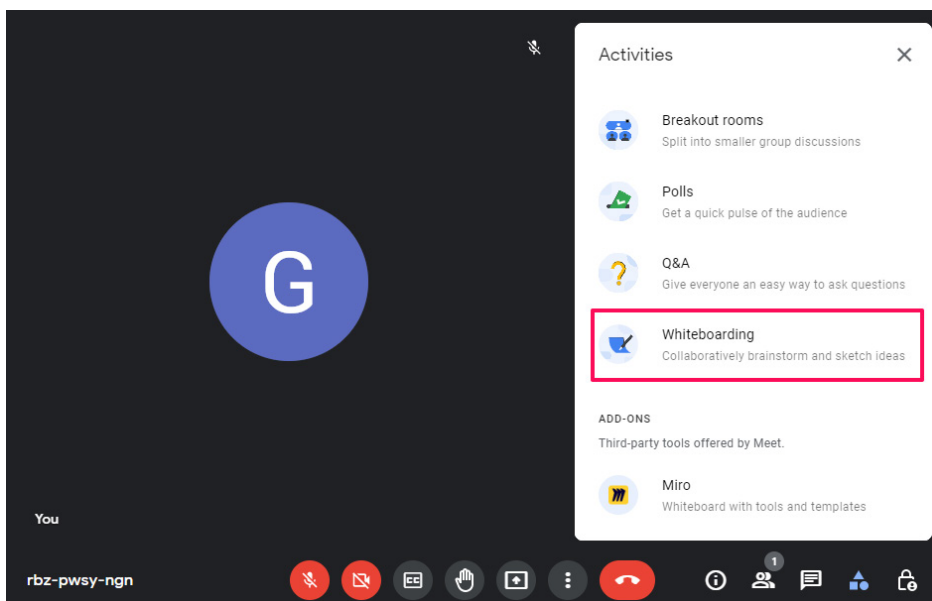 Activities
Breakout rooms
Split into smaller group discussions
Polls
Get a quick pulse of the audience
Q&A
Give everyone an easy way to ask questions
G
Whiteboarding
Collaboratively brainstorm and sketch ideas
ADD-ONS
Third-party tools offered by Meet.
Miro
Whiteboard with tools and templates
You
rbz-pwsy-ngn
CC
1